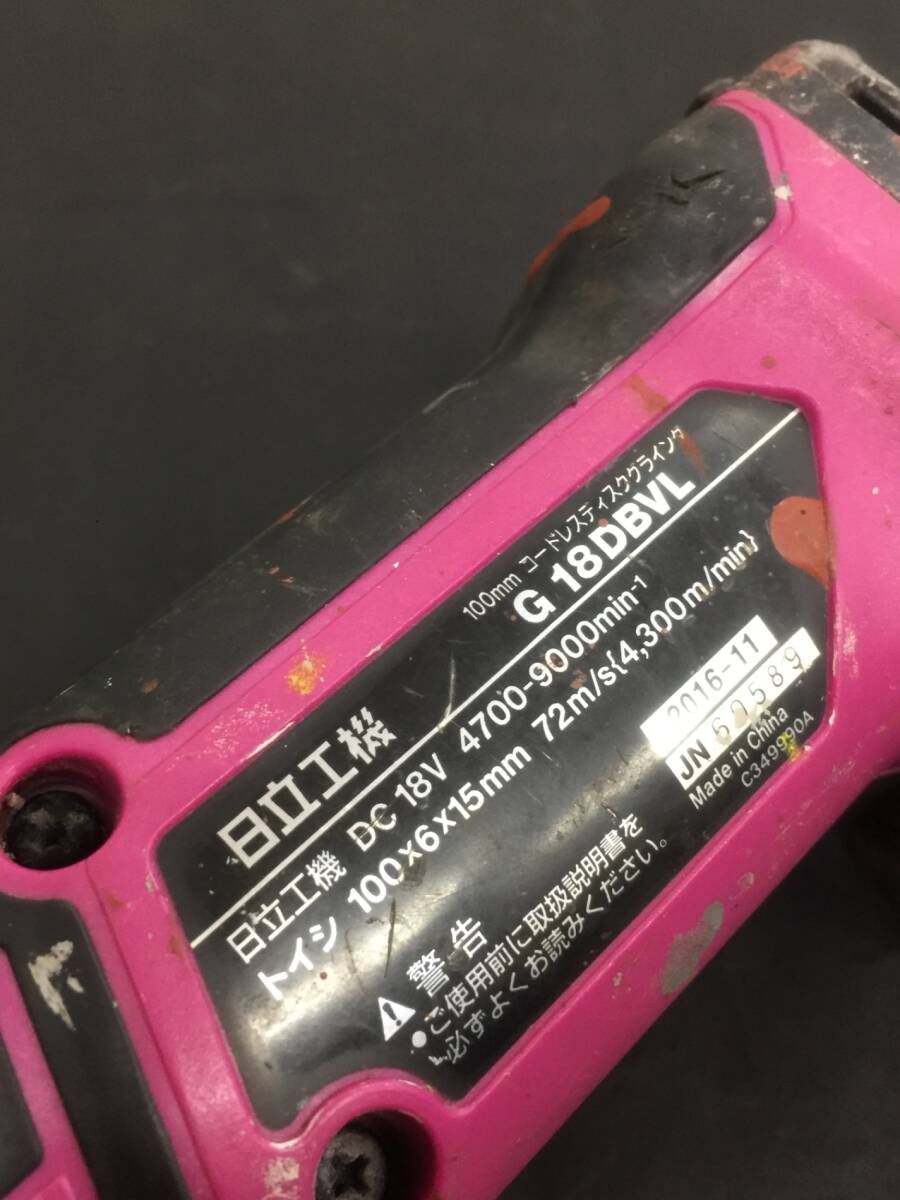 100mm コードレスディスクグラインダ
G 18DBVL
日立工機
日立工機 DC 18V 4700-9000min-1
トイシ 100×6×15mm 72m/s{4,300m/min}
警告
●ご使用前に取扱説明書を
必ずよくお読みください。
2016-11
JN
Made in China
C349990A